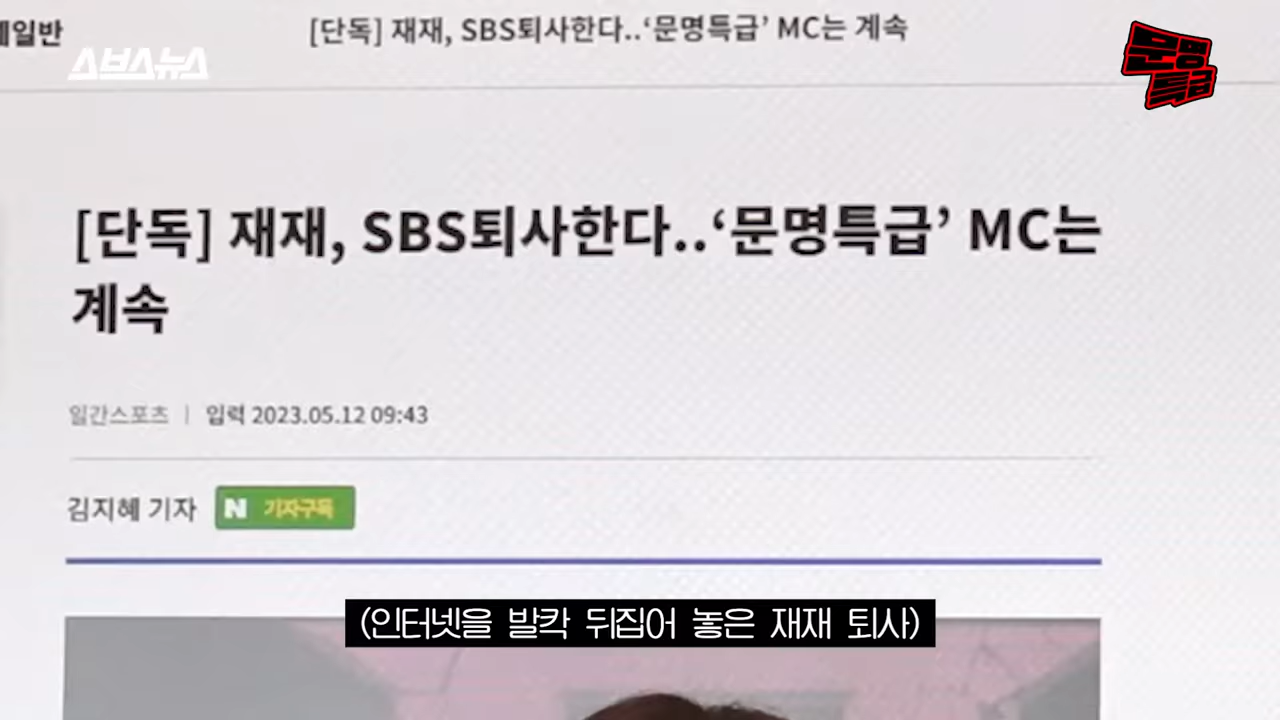 [단독] 재재, SBS퇴사한다..‘문명특급’ MC는 계속
스브스뉴스
문명
특급
[단독] 재재, SBS퇴사한다..‘문명특급’ MC는
계속
일간스포츠 | 입력 2023.05.12 09:43
김지혜 기자 N 기자구독
(인터넷을 발칵 뒤집어 놓은 재재 퇴사)